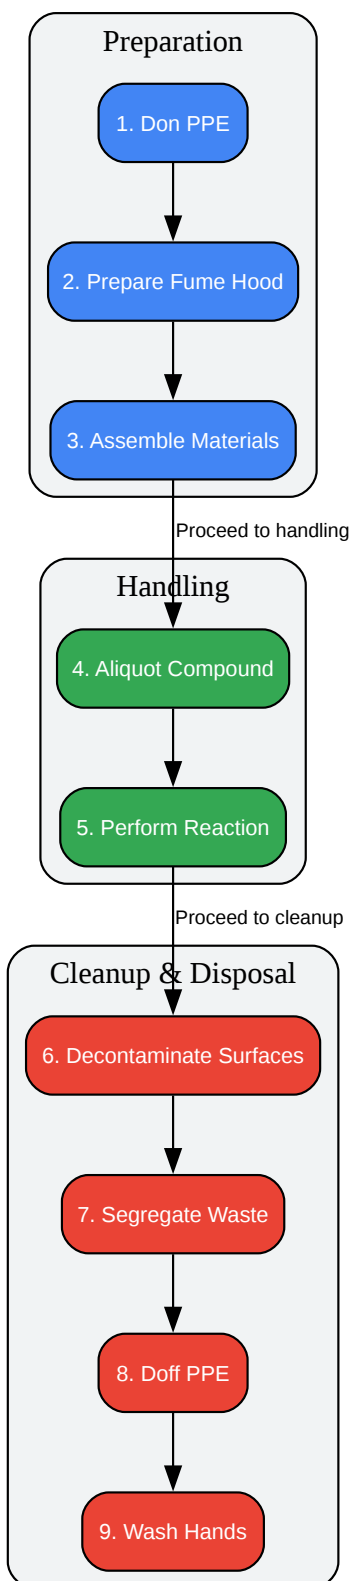 Preparation
1. Don PPE
2. Prepare Fume Hood
3. Assemble Materials
Proceed to handling
Handling
4. Aliquot Compound
5. Perform Reaction
Proceed to cleanup
Cleanup & Disposal
6. Decontaminate Surfaces
7. Segregate Waste
8. Doff PPE
9. Wash Hands